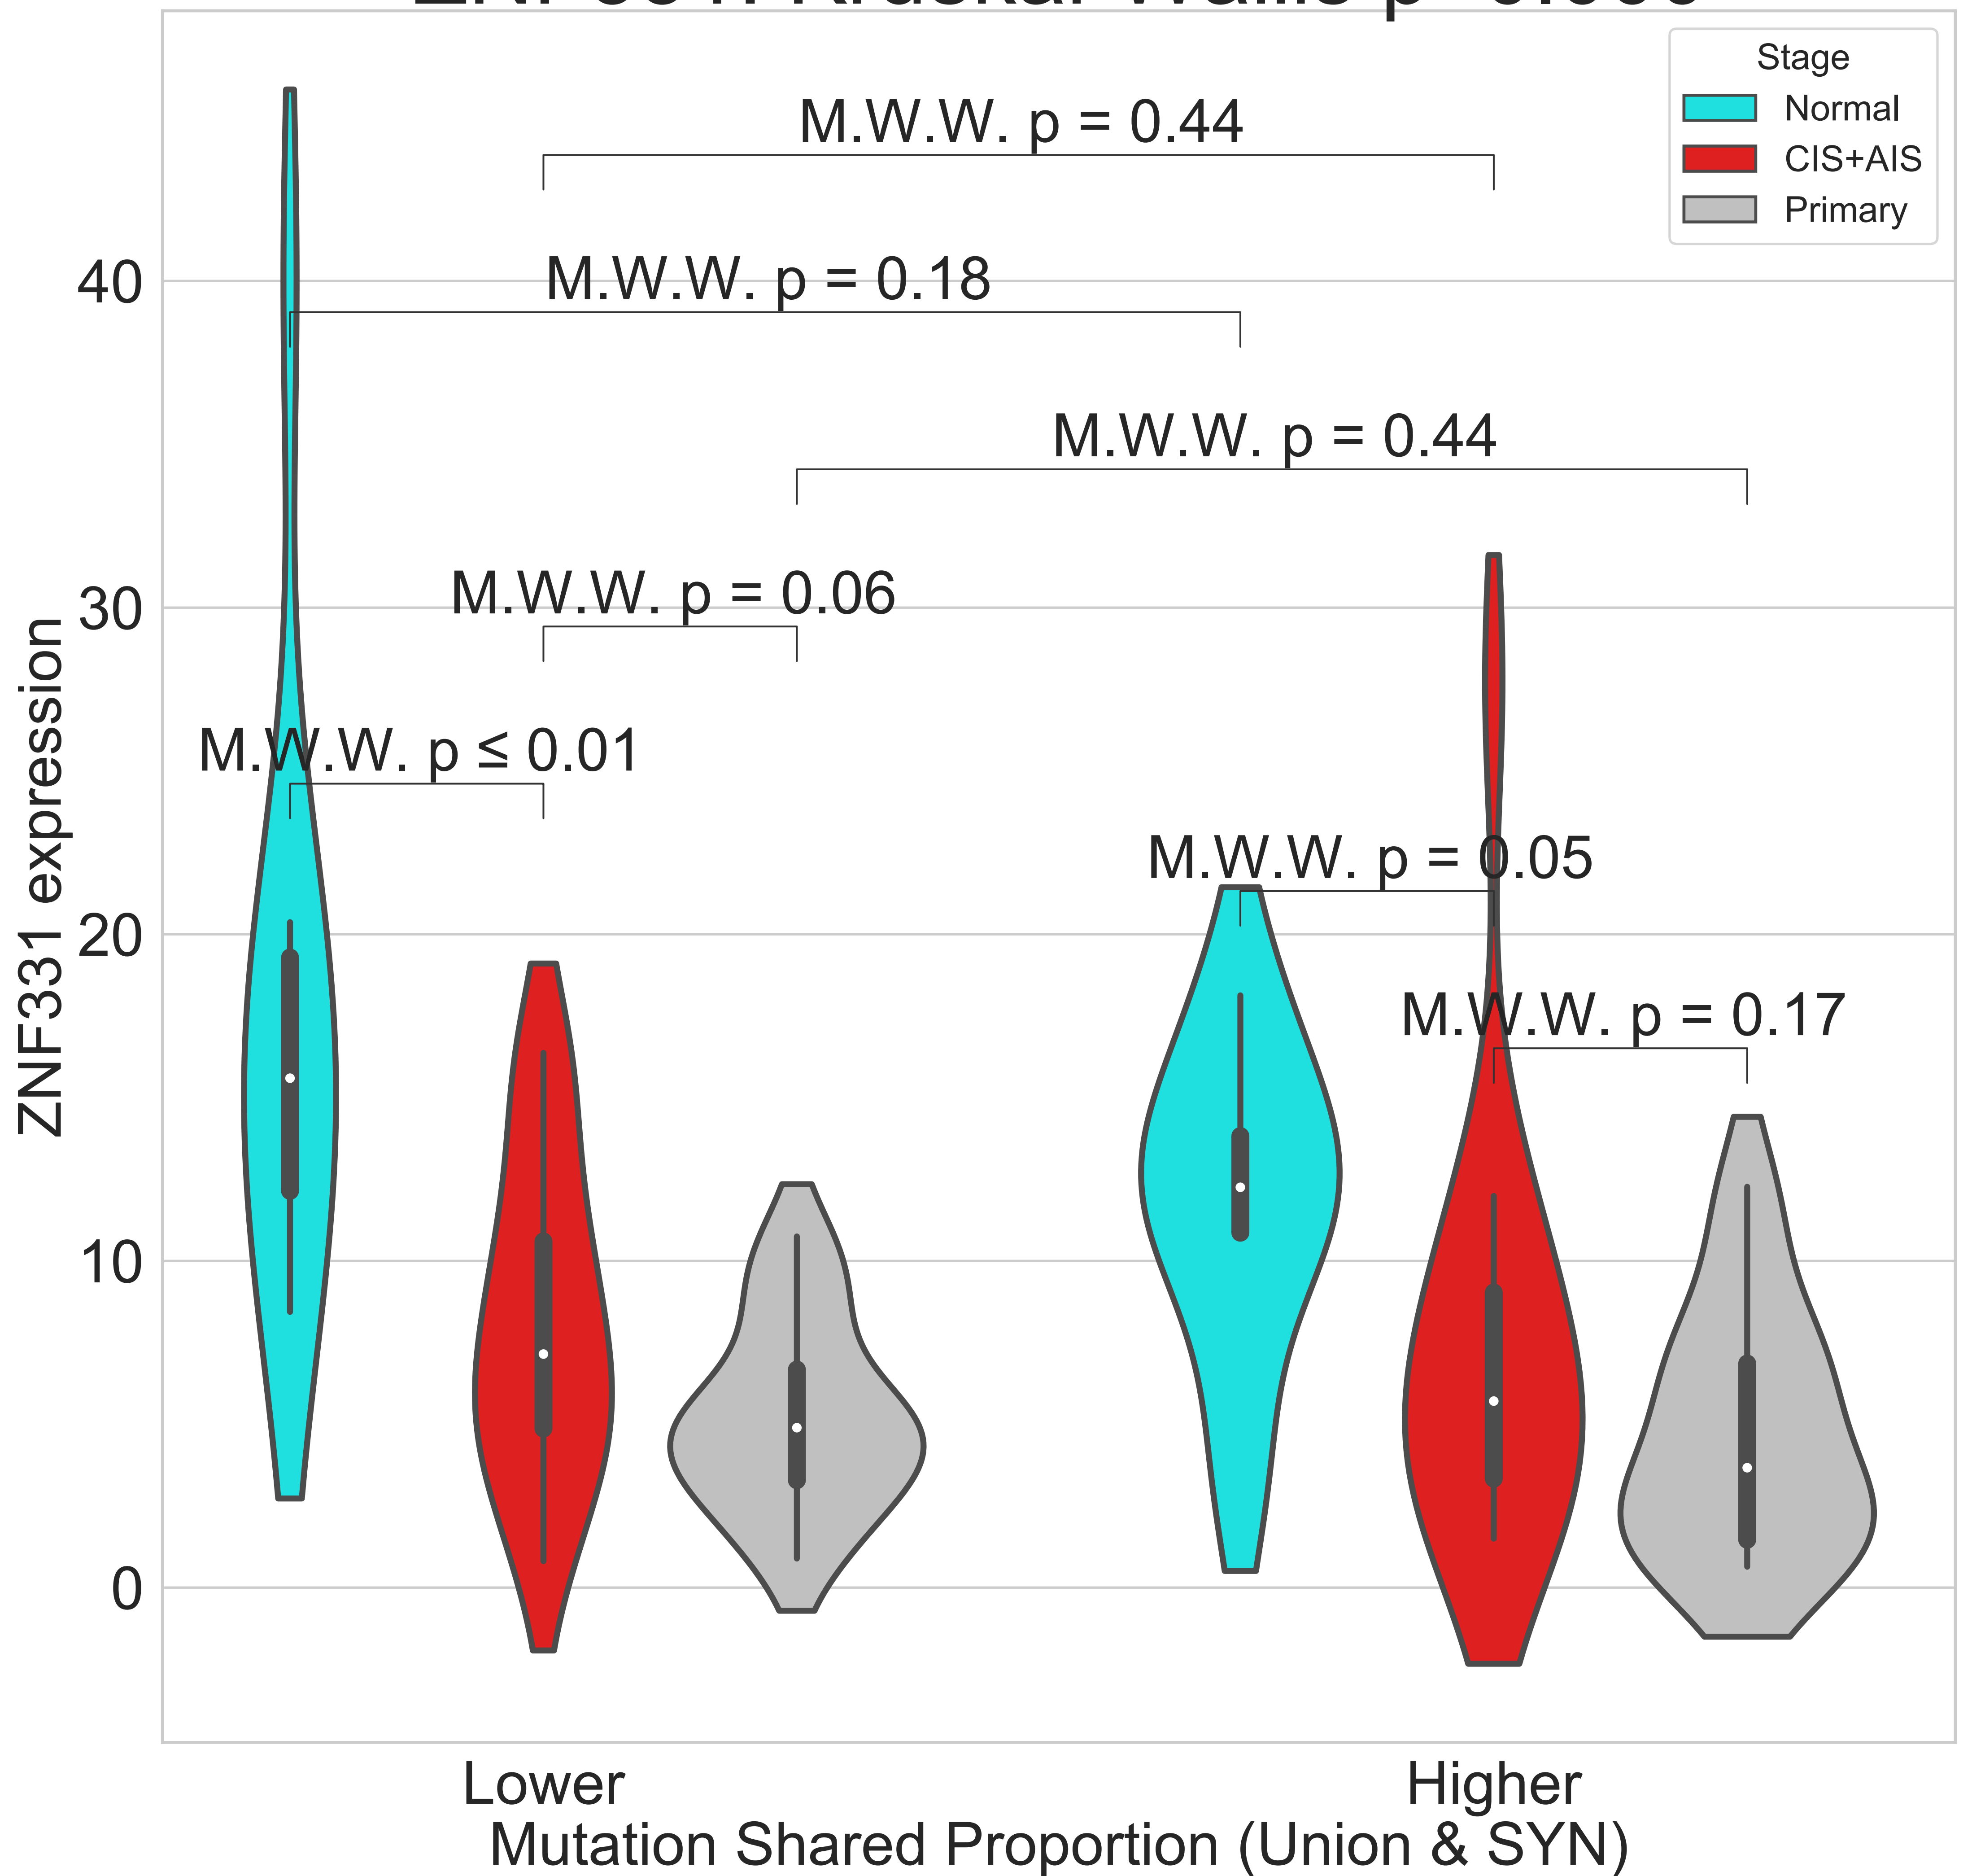 Stage
Normal
CIS+AIS
Primary
M.W.W. p = 0.44
M.W.W. p = 0.18
M.W.W. p = 0.44
M.W.W. p = 0.06
M.W.W. p ≤ 0.01
M.W.W. p = 0.05
M.W.W. p = 0.17
40
30
20
10
0
ZNF331 expression
Lower
Higher
Mutation Shared Proportion (Union & SYN)